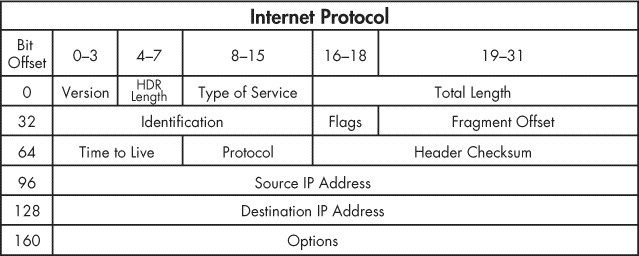 Internet Protocol
Bit Offset 0–3 4–7 8–15 16–18 19–31
0 Version HDR Length Type of Service Total Length
32 Identification Flags Fragment Offset
64 Time to Live Protocol Header Checksum
96 Source IP Address
128 Destination IP Address
160 Options